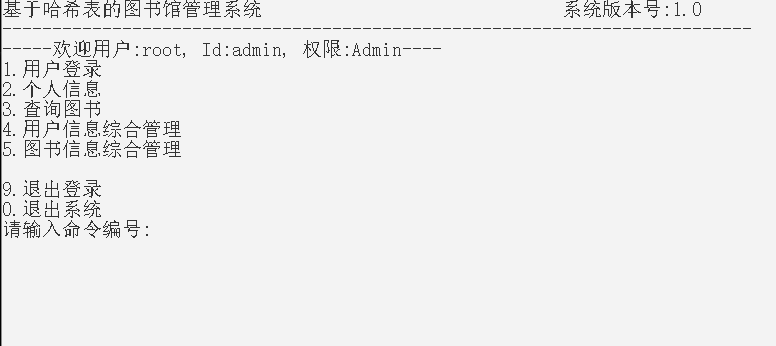 基于哈希表的图书馆管理系统 系统版本号:1.0
---------------------------------------------------------------------------
-----欢迎用户:root, Id:admin, 权限:Admin----
1.用户登录
2.个人信息
3.查询图书
4.用户信息综合管理
5.图书信息综合管理
9.退出登录
0.退出系统
请输入命令编号: